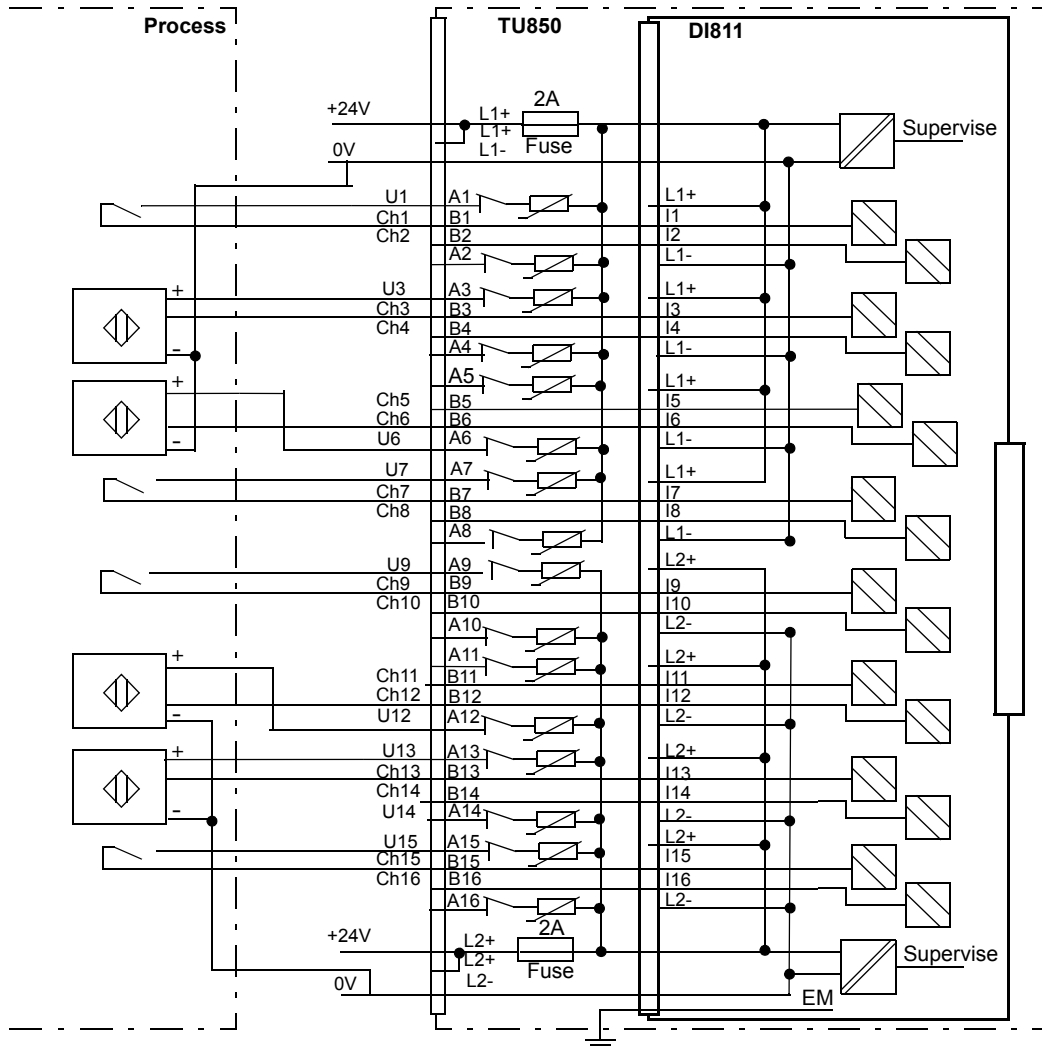 Process TU850 DI811
2A
+24V L1+
L1+
Fuse
Supervise
0V L1-
U1 A1 L1+
Ch1 B1 I1
Ch2 B2 I2
A2 L1-
+ U3 A3 L1+
Ch3 B3 I3
Ch4 B4 I4
- A4 L1-
+ A5 L1+
Ch5 B5 I5
Ch6 B6 I6
- U6 A6 L1-
U7 A7 L1+
Ch7 B7 I7
Ch8 B8 I8
A8 L1-
U9 A9 L2+
Ch9 B9 I9
Ch10 B10 I10
A10 L2-
+ A11 L2+
Ch11 B11 I11
Ch12 B12 I12
- U12 A12 L2-
+ U13 A13 L2+
Ch13 B13 I13
Ch14 B14 I14
- U14 A14 L2-
U15 A15 L2+
Ch15 B15 I15
Ch16 B16 I16
A16 L2-
2A
+24V L2+
L2+
Fuse
Supervise
0V L2-
EM